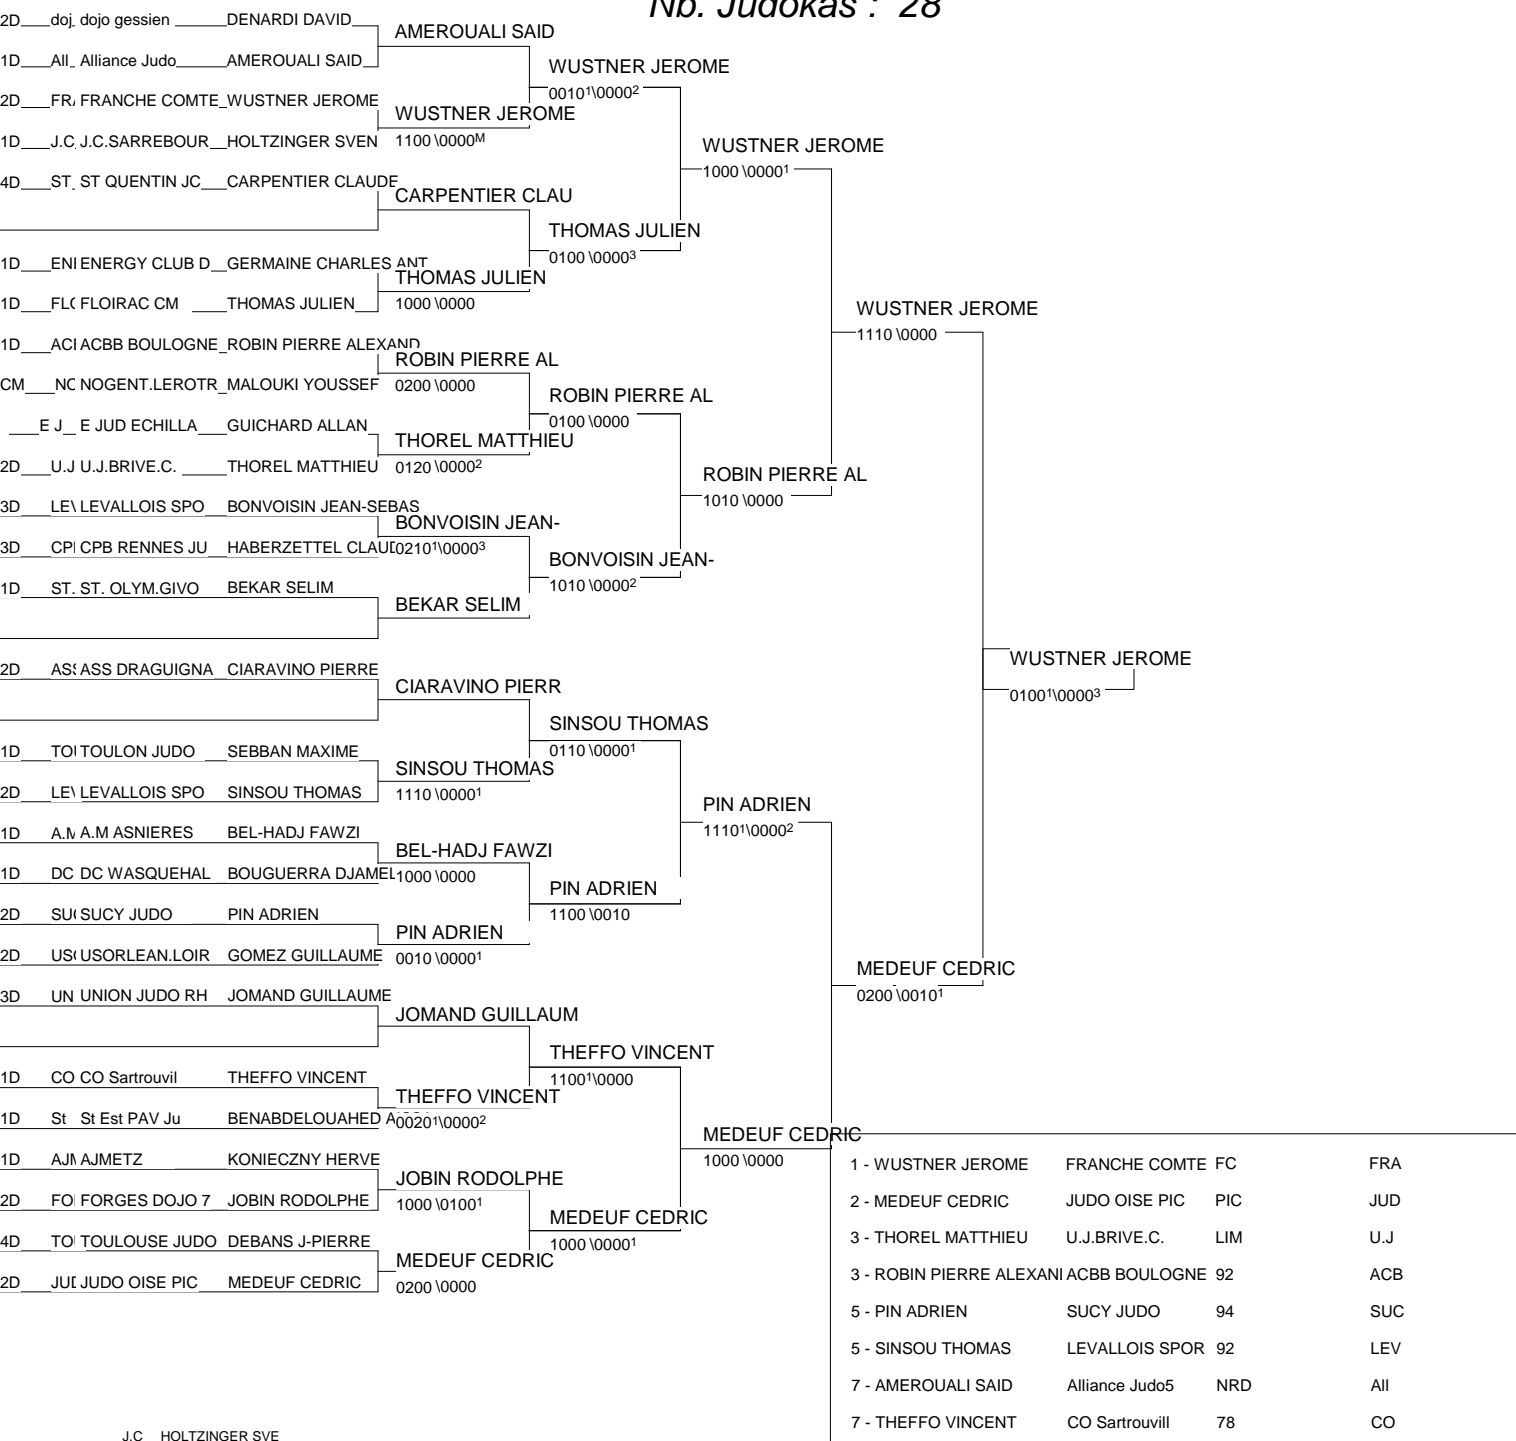 Nb. Judokas : 28
2D doj dojo gessien DENARDI DAVID
AMEROUALI SAID
1D All Alliance Judo AMEROUALI SAID
WUSTNER JEROME
0010¹\0000²
2D FR FRANCHE COMTE WUSTNER JEROME
WUSTNER JEROME
1100 \0000M
1D J.C J.C.SARREBOUR HOLTZINGER SVEN
WUSTNER JEROME
1000 \0000¹
4D ST ST QUENTIN JC CARPENTIER CLAUDE
CARPENTIER CLAU
THOMAS JULIEN
0100 \0000³
1D ENI ENERGY CLUB D GERMAINE CHARLES ANT
THOMAS JULIEN
1000 \0000
1D FL FLOIRAC CM THOMAS JULIEN
WUSTNER JEROME
1110 \0000
1D ACI ACBB BOULOGNE ROBIN PIERRE ALEXAND
ROBIN PIERRE AL
0200 \0000
CM NC NOGENT.LEROTR MALOUKI YOUSSEF
ROBIN PIERRE AL
0100 \0000
E J E JUD ECHILLA GUICHARD ALLAN
THOREL MATTHIEU
0120 \0000²
2D U.J U.J.BRIVE.C. THOREL MATTHIEU
ROBIN PIERRE AL
1010 \0000
3D LE LEVALLOIS SPO BONVOISIN JEAN-SEBAS
BONVOISIN JEAN-
0210¹\0000³
3D CP CPB RENNES JU HABERZETTEL CLAUD
BONVOISIN JEAN-
1010 \0000²
1D ST. ST. OLYM.GIVO BEKAR SELIM
BEKAR SELIM
WUSTNER JEROME
0100¹\0000³
2D AS ASS DRAGUIGNA CIARAVINO PIERRE
CIARAVINO PIERR
SINSOU THOMAS
0110 \0000¹
1D TO TOULON JUDO SEBBAN MAXIME
SINSOU THOMAS
1110 \0000¹
2D LE LEVALLOIS SPO SINSOU THOMAS
PIN ADRIEN
1110¹\0000²
1D A.M A.M ASNIERES BEL-HADJ FAWZI
BEL-HADJ FAWZI
1000 \0000
1D DC DC WASQUEHAL BOUGUERRA DJAMEL
PIN ADRIEN
1100 \0010
2D SU SUCY JUDO PIN ADRIEN
PIN ADRIEN
0010 \0000¹
2D US USORLEAN.LOIR GOMEZ GUILLAUME
MEDEUF CEDRIC
0200 \0010¹
3D UN UNION JUDO RH JOMAND GUILLAUME
JOMAND GUILLAUM
THEFFO VINCENT
1100¹\0000
1D CO CO Sartrouvil THEFFO VINCENT
THEFFO VINCENT
0020¹\0000²
1D St St Est PAV Ju BENABDELOUAHED A
MEDEUF CEDRIC
1000 \0000
1D AJM AJMETZ KONIECZNY HERVE
JOBIN RODOLPHE
1000 \0100¹
2D FO FORGES DOJO 7 JOBIN RODOLPHE
MEDEUF CEDRIC
1000 \0000¹
4D TO TOULOUSE JUDO DEBANS J-PIERRE
MEDEUF CEDRIC
0200 \0000
2D JUD JUDO OISE PIC MEDEUF CEDRIC
1 - WUSTNER JEROME FRANCHE COMTE FC FRA
2 - MEDEUF CEDRIC JUDO OISE PIC PIC JUD
3 - THOREL MATTHIEU U.J.BRIVE.C. LIM U.J
3 - ROBIN PIERRE ALEXAN ACBB BOULOGNE 92 ACB
5 - PIN ADRIEN SUCY JUDO 94 SUC
5 - SINSOU THOMAS LEVALLOIS SPOR 92 LEV
7 - AMEROUALI SAID Alliance Judo5 NRD All
7 - THEFFO VINCENT CO Sartrouvill 78 CO
J.C HOLTZINGER SVE